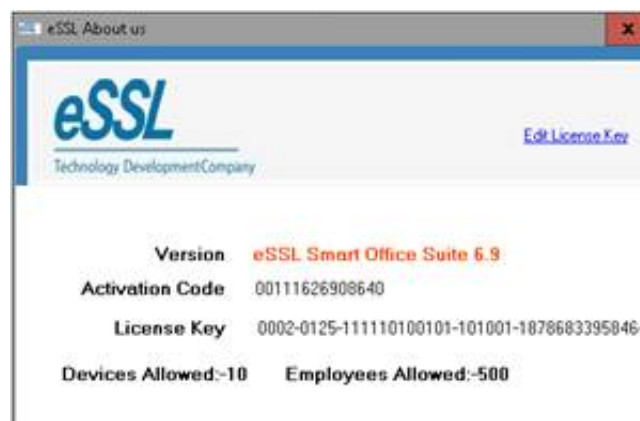 eSSL About us
x
eSSL
Edit License Key
Technology DevelopmentCompany
Version eSSL Smart Office Suite 6.9
Activation Code 00111626908640
License Key 0002-0125-111110100101-101001-1878683395846
Devices Allowed:-10 Employees Allowed:-500